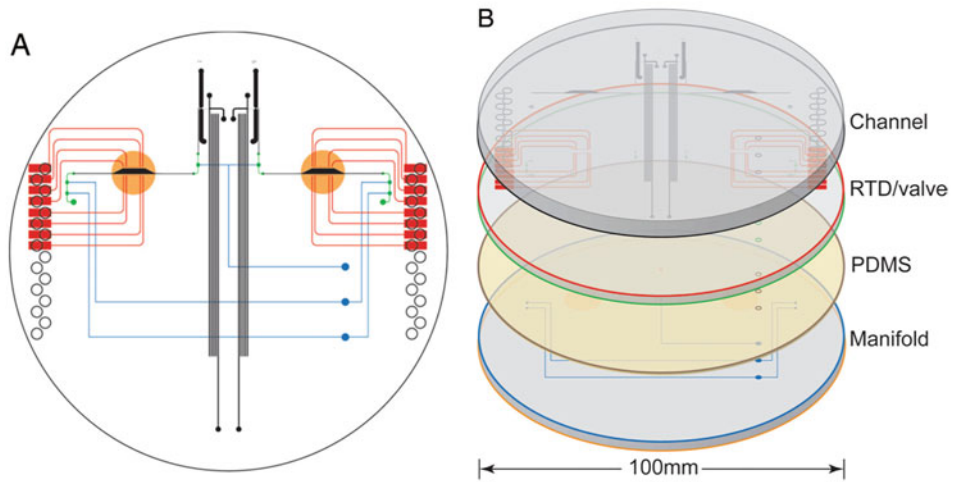 A
B
Channel
RTD/valve
PDMS
Manifold
100mm